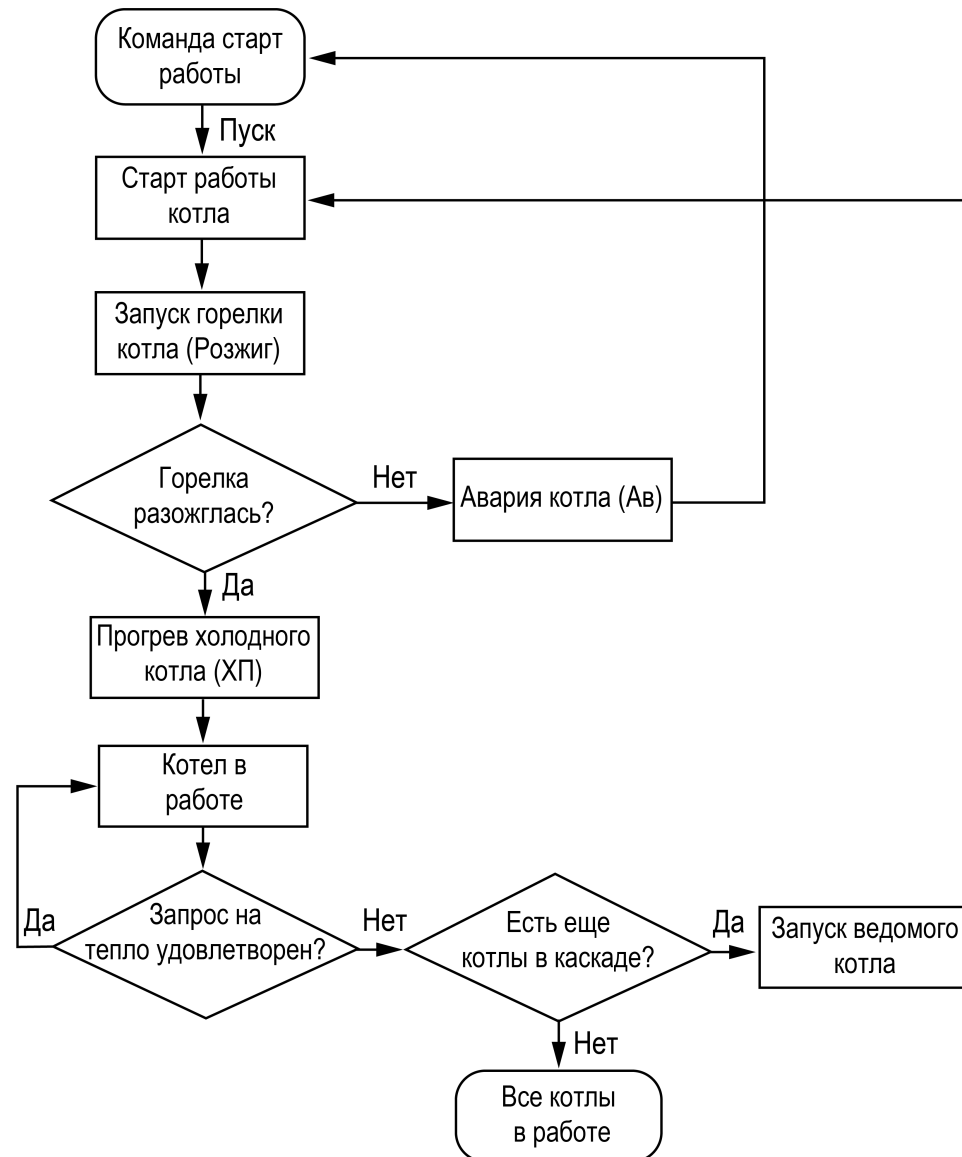 Команда старт
работы
Пуск
Старт работы
котла
Запуск горелки
котла (Розжиг)
Горелка
разожглась?
Нет
Авария котла (Ав)
Да
Прогрев холодного
котла (ХП)
Котел в
работе
Да
Запрос на
тепло удовлетворен?
Нет
Есть еще
котлы в каскаде?
Да
Запуск ведомого
котла
Нет
Все котлы
в работе